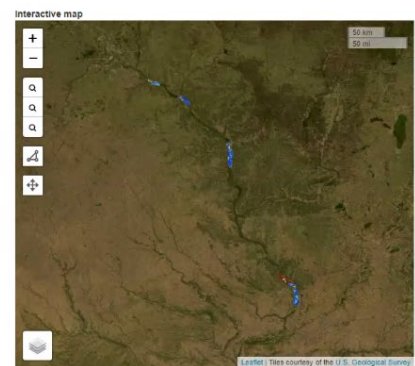 Interactive map
+
−
50 km
50 mi
Leaflet | Tiles courtesy of the U.S. Geological Survey